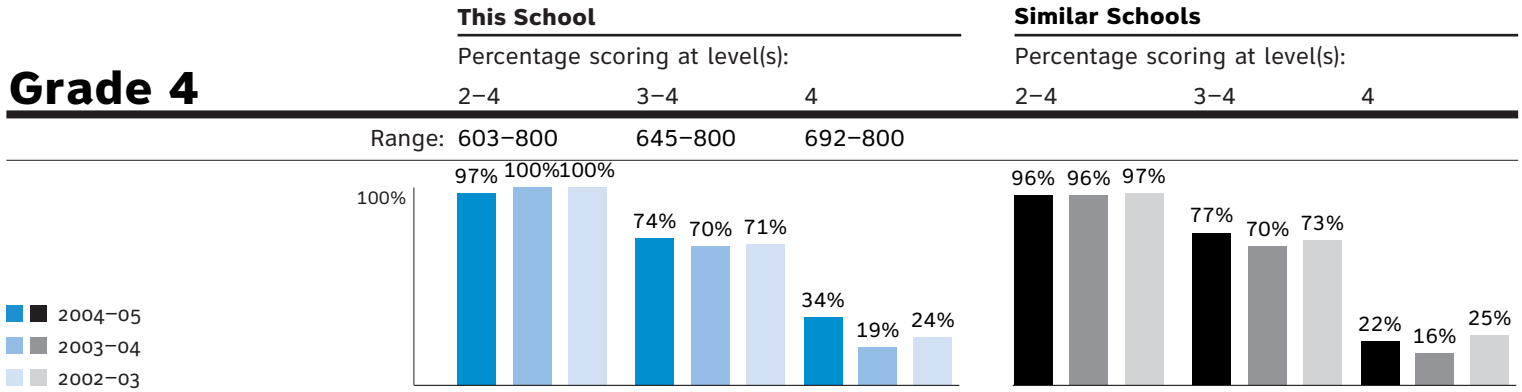 This School
Similar Schools
Percentage scoring at level(s):
Percentage scoring at level(s):
Grade 4
2–4 3–4 4
2–4 3–4 4
Range: 603–800 645–800 692–800
100%
97% 100% 100% 74% 70% 71% 34% 19% 24%
96% 96% 97% 77% 70% 73% 22% 16% 25%
2004–05
2003–04
2002–03